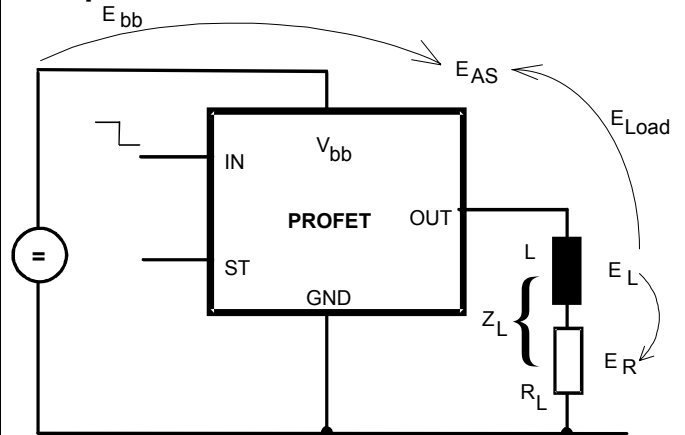 E bb
E AS
E Load
V bb
IN
PROFET
OUT
=
ST
L
E L
GND
Z L {
E R
R L